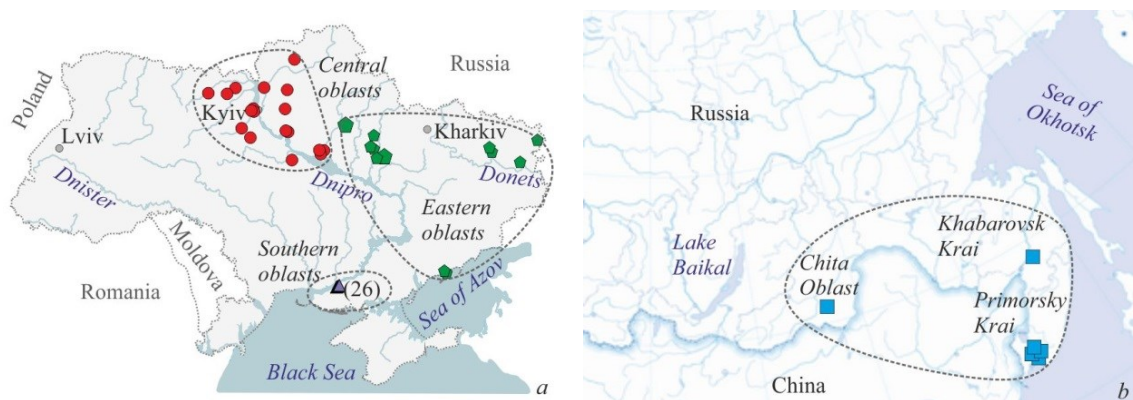 Poland
Lviv
Dnister
Moldova
Romania
Kyiv
Central
oblasts
Russia
Kharkiv
Donets
Dnipro
Eastern
oblasts
Southern
oblasts
(26)
Sea of Azov
Black Sea
a
Russia
Sea of
Okhotsk
Lake
Baikal
Chita
Oblast
Khabarovsk
Krai
Primorsky
Krai
China
b